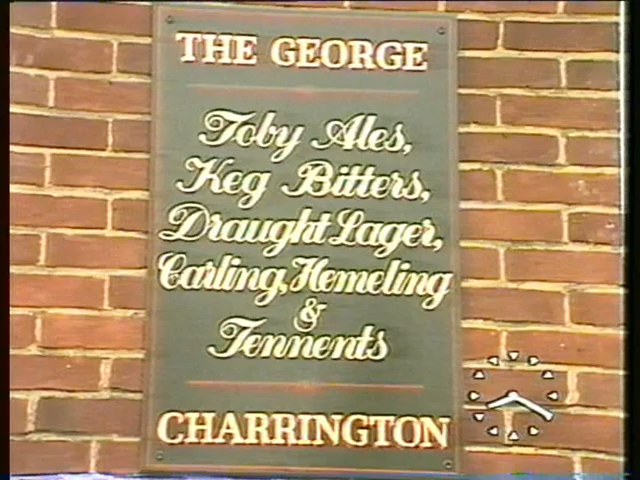 THE GEORGE
Toby Ales,
Keg Bitters,
Draught Lager,
Carling, Hemeling
&
Tennents
CHARRINGTON